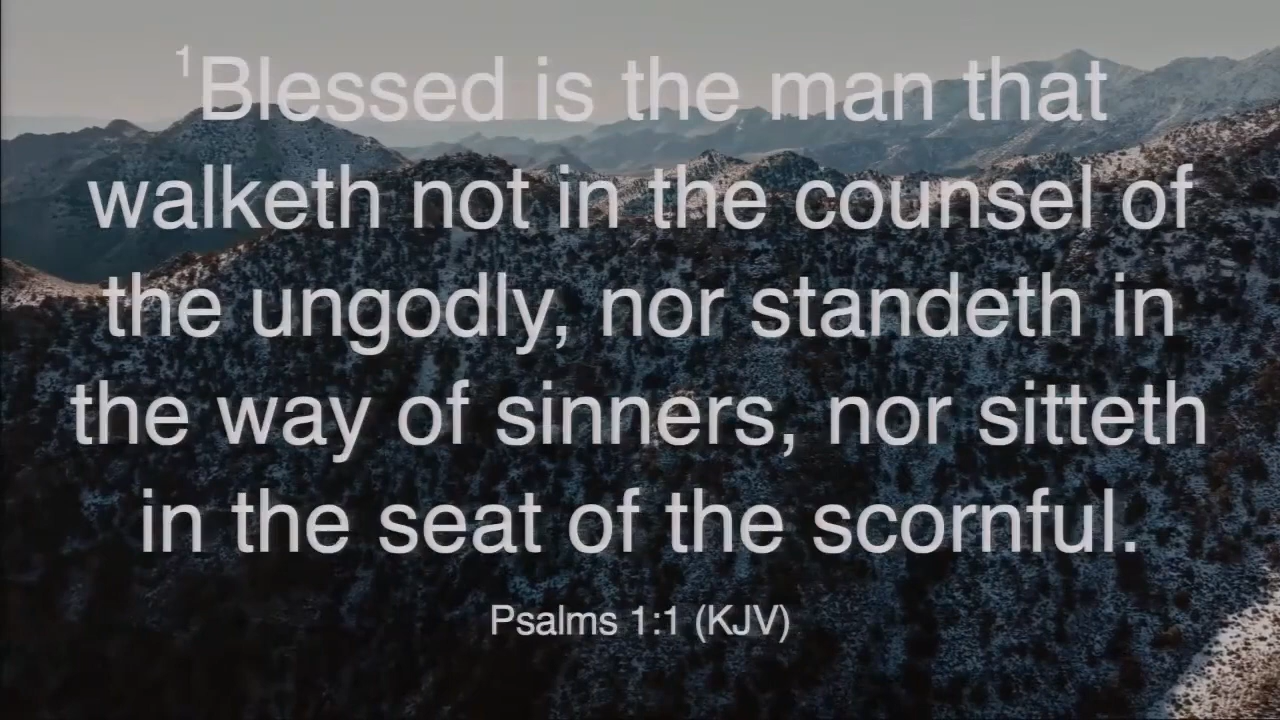 1Blessed is the man that
walketh not in the counsel of
the ungodly, nor standeth in
the way of sinners, nor sitteth
in the seat of the scornful.
Psalms 1:1 (KJV)